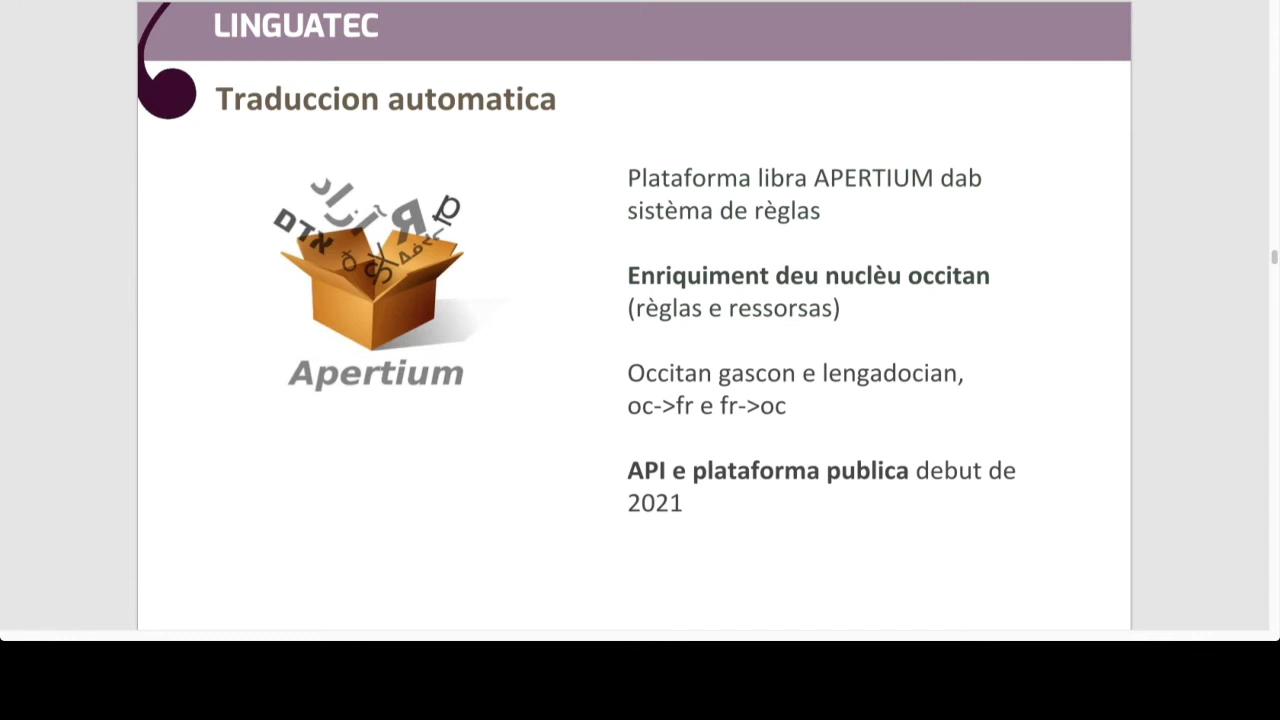 LINGUATEC
Traduccion automatica
Apertium
Plataforma libra APERTIUM dab
sistèma de règlas
Enriquiment deu nuclèu occitan
(règlas e ressorsas)
Occitan gascon e lengadocian,
oc->fr e fr->oc
API e plataforma publica debut de
2021